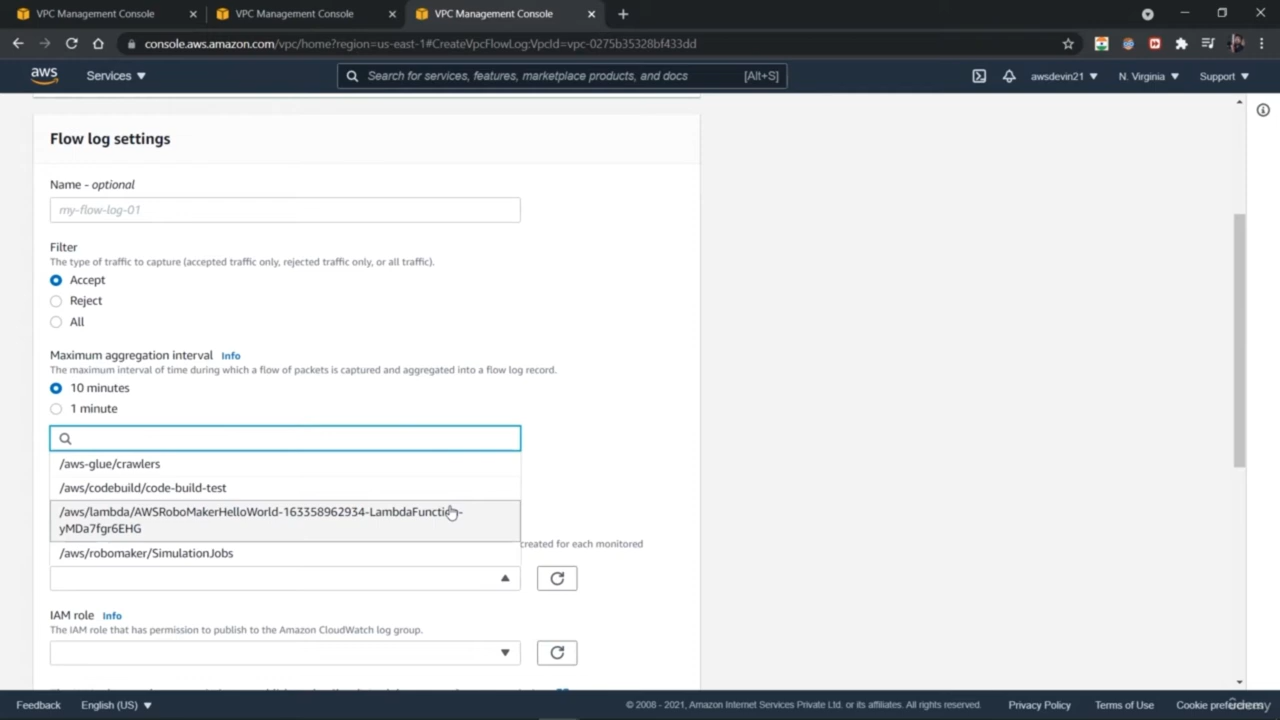 VPC Management Console
VPC Management Console
VPC Management Console
console.aws.amazon.com/vpc/home?region=us-east-1#CreateVpcFlowLog:VpcId=vpc-0275b35328bf433dd
aws
Services
Search for services, features, marketplace products, and docs
[Alt+S]
awsdevin21
N. Virginia
Support
Flow log settings
Name - optional
my-flow-log-01
Filter
The type of traffic to capture (accepted traffic only, rejected traffic only, or all traffic).
Accept
Reject
All
Maximum aggregation interval Info
The maximum interval of time during which a flow of packets is captured and aggregated into a flow log record.
10 minutes
1 minute
/aws-glue/crawlers
/aws/codebuild/code-build-test
/aws/lambda/AWSRoboMakerHelloWorld-163358962934-LambdaFunction-
yMDa7fgr6EHG
/aws/robomaker/SimulationJobs
created for each monitored
IAM role Info
The IAM role that has permission to publish to the Amazon CloudWatch log group.
Feedback
English (US)
© 2008 - 2021, Amazon Internet Services Private Ltd. or its affiliates. All rights reserved.
Privacy Policy
Terms of Use
Cookie preferences